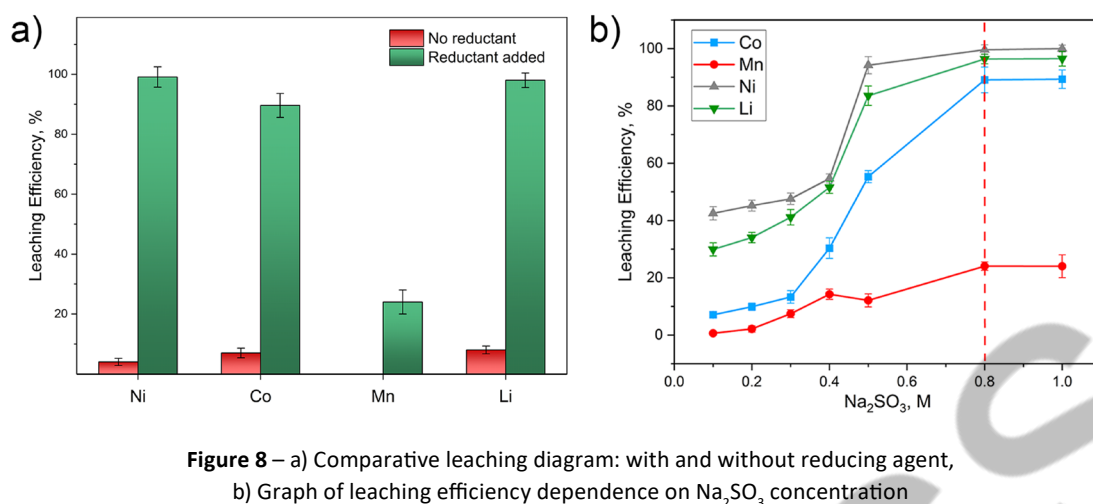 a)
No reductant
Reductant added
Leaching Efficiency, %
100
80
60
40
20
Ni Co Mn Li
b)
Co
Mn
Ni
Li
Leaching Efficiency, %
100
80
60
40
20
0
0.0 0.2 0.4 0.6 0.8 1.0
Na₂SO₃, M
Figure 8 – a) Comparative leaching diagram: with and without reducing agent,
b) Graph of leaching efficiency dependence on Na₂SO₃ concentration